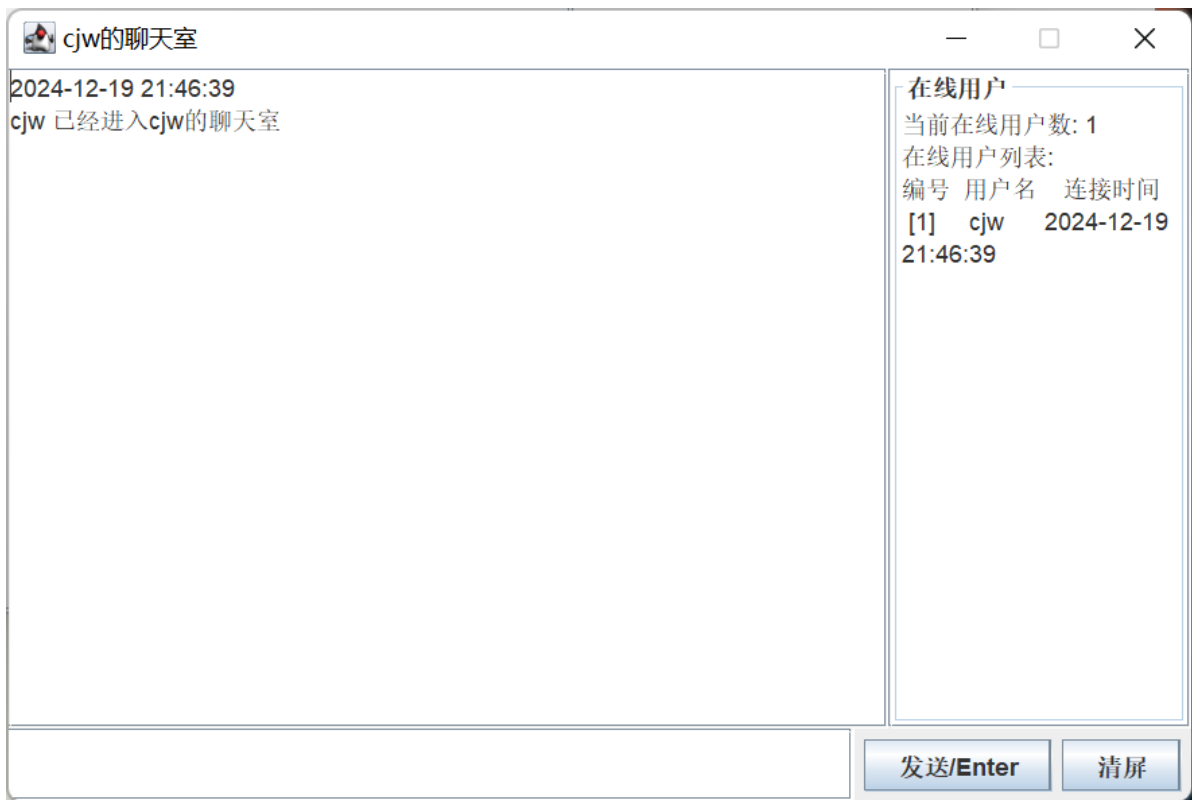 cjw的聊天室
2024-12-19 21:46:39
cjw 已经进入cjw的聊天室
在线用户
当前在线用户数: 1
在线用户列表:
编号 用户名 连接时间
[1] cjw 2024-12-19
21:46:39
发送/Enter
清屏